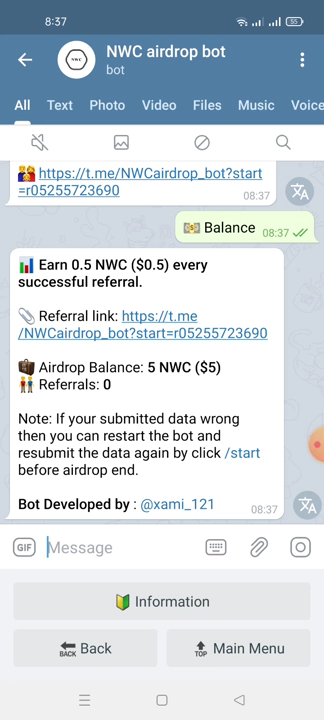 8:37
55
NWC airdrop bot
bot
NWC
All Text Photo Video Files Music Voice
https://t.me/NWCairdrop_bot?start
=r05255723690
08:37
Balance 08:37
Earn 0.5 NWC ($0.5) every
successful referral.
Referral link: https://t.me
/NWCairdrop_bot?start=r05255723690
Airdrop Balance: 5 NWC ($5)
Referrals: 0
Note: If your submitted data wrong
then you can restart the bot and
resubmit the data again by click /start
before airdrop end.
Bot Developed by : @xami_121
08:37
GIF Message
Information
BACK Back
TOP Main Menu